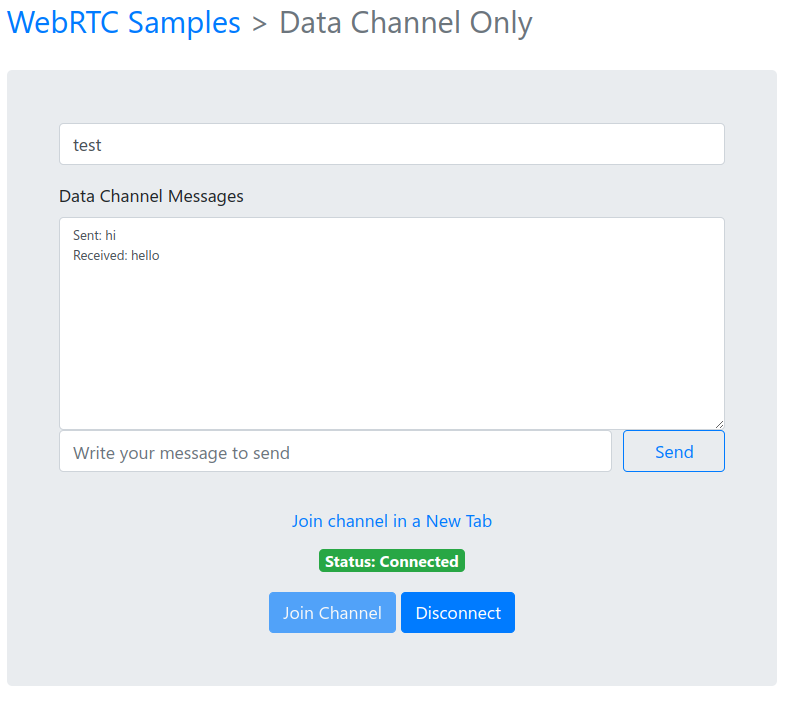 WebRTC Samples > Data Channel Only
test
Data Channel Messages
Sent: hi
Received: hello
Write your message to send
Send
Join channel in a New Tab
Status: Connected
Join Channel
Disconnect